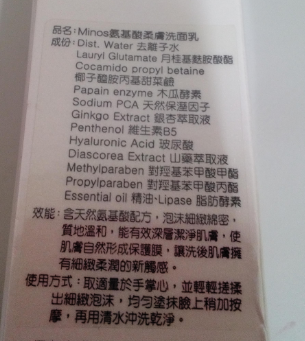 品名：Minos氨基酸柔膚洗面乳
成份：Dist. Water 去離子水
Lauryl Glutamate 月桂基麩胺酸酯
Cocamido propyl betaine
椰子醯胺丙基甜菜鹼
Papain enzyme 木瓜酵素
Sodium PCA 天然保濕因子
Ginkgo Extract 銀杏萃取液
Penthenol 維生素B5
Hyaluronic Acid 玻尿酸
Diascorea Extract 山藥萃取液
Methylparaben 對羥基苯甲酸甲酯
Propylparaben 對羥基苯甲酸丙酯
Essential oil 精油、Lipase 脂肪酵素
效能：含天然氨基酸配方，泡沫細緻綿密，
質地溫和，能有效深層潔淨肌膚，使
肌膚自然形成保護膜，讓洗後肌膚擁
有細緻柔潤的新觸感。
使用方式：取適量於手掌心，並輕輕搓揉
出細緻泡沫，均勻塗抹臉上稍加按
摩，再用清水沖洗乾淨。